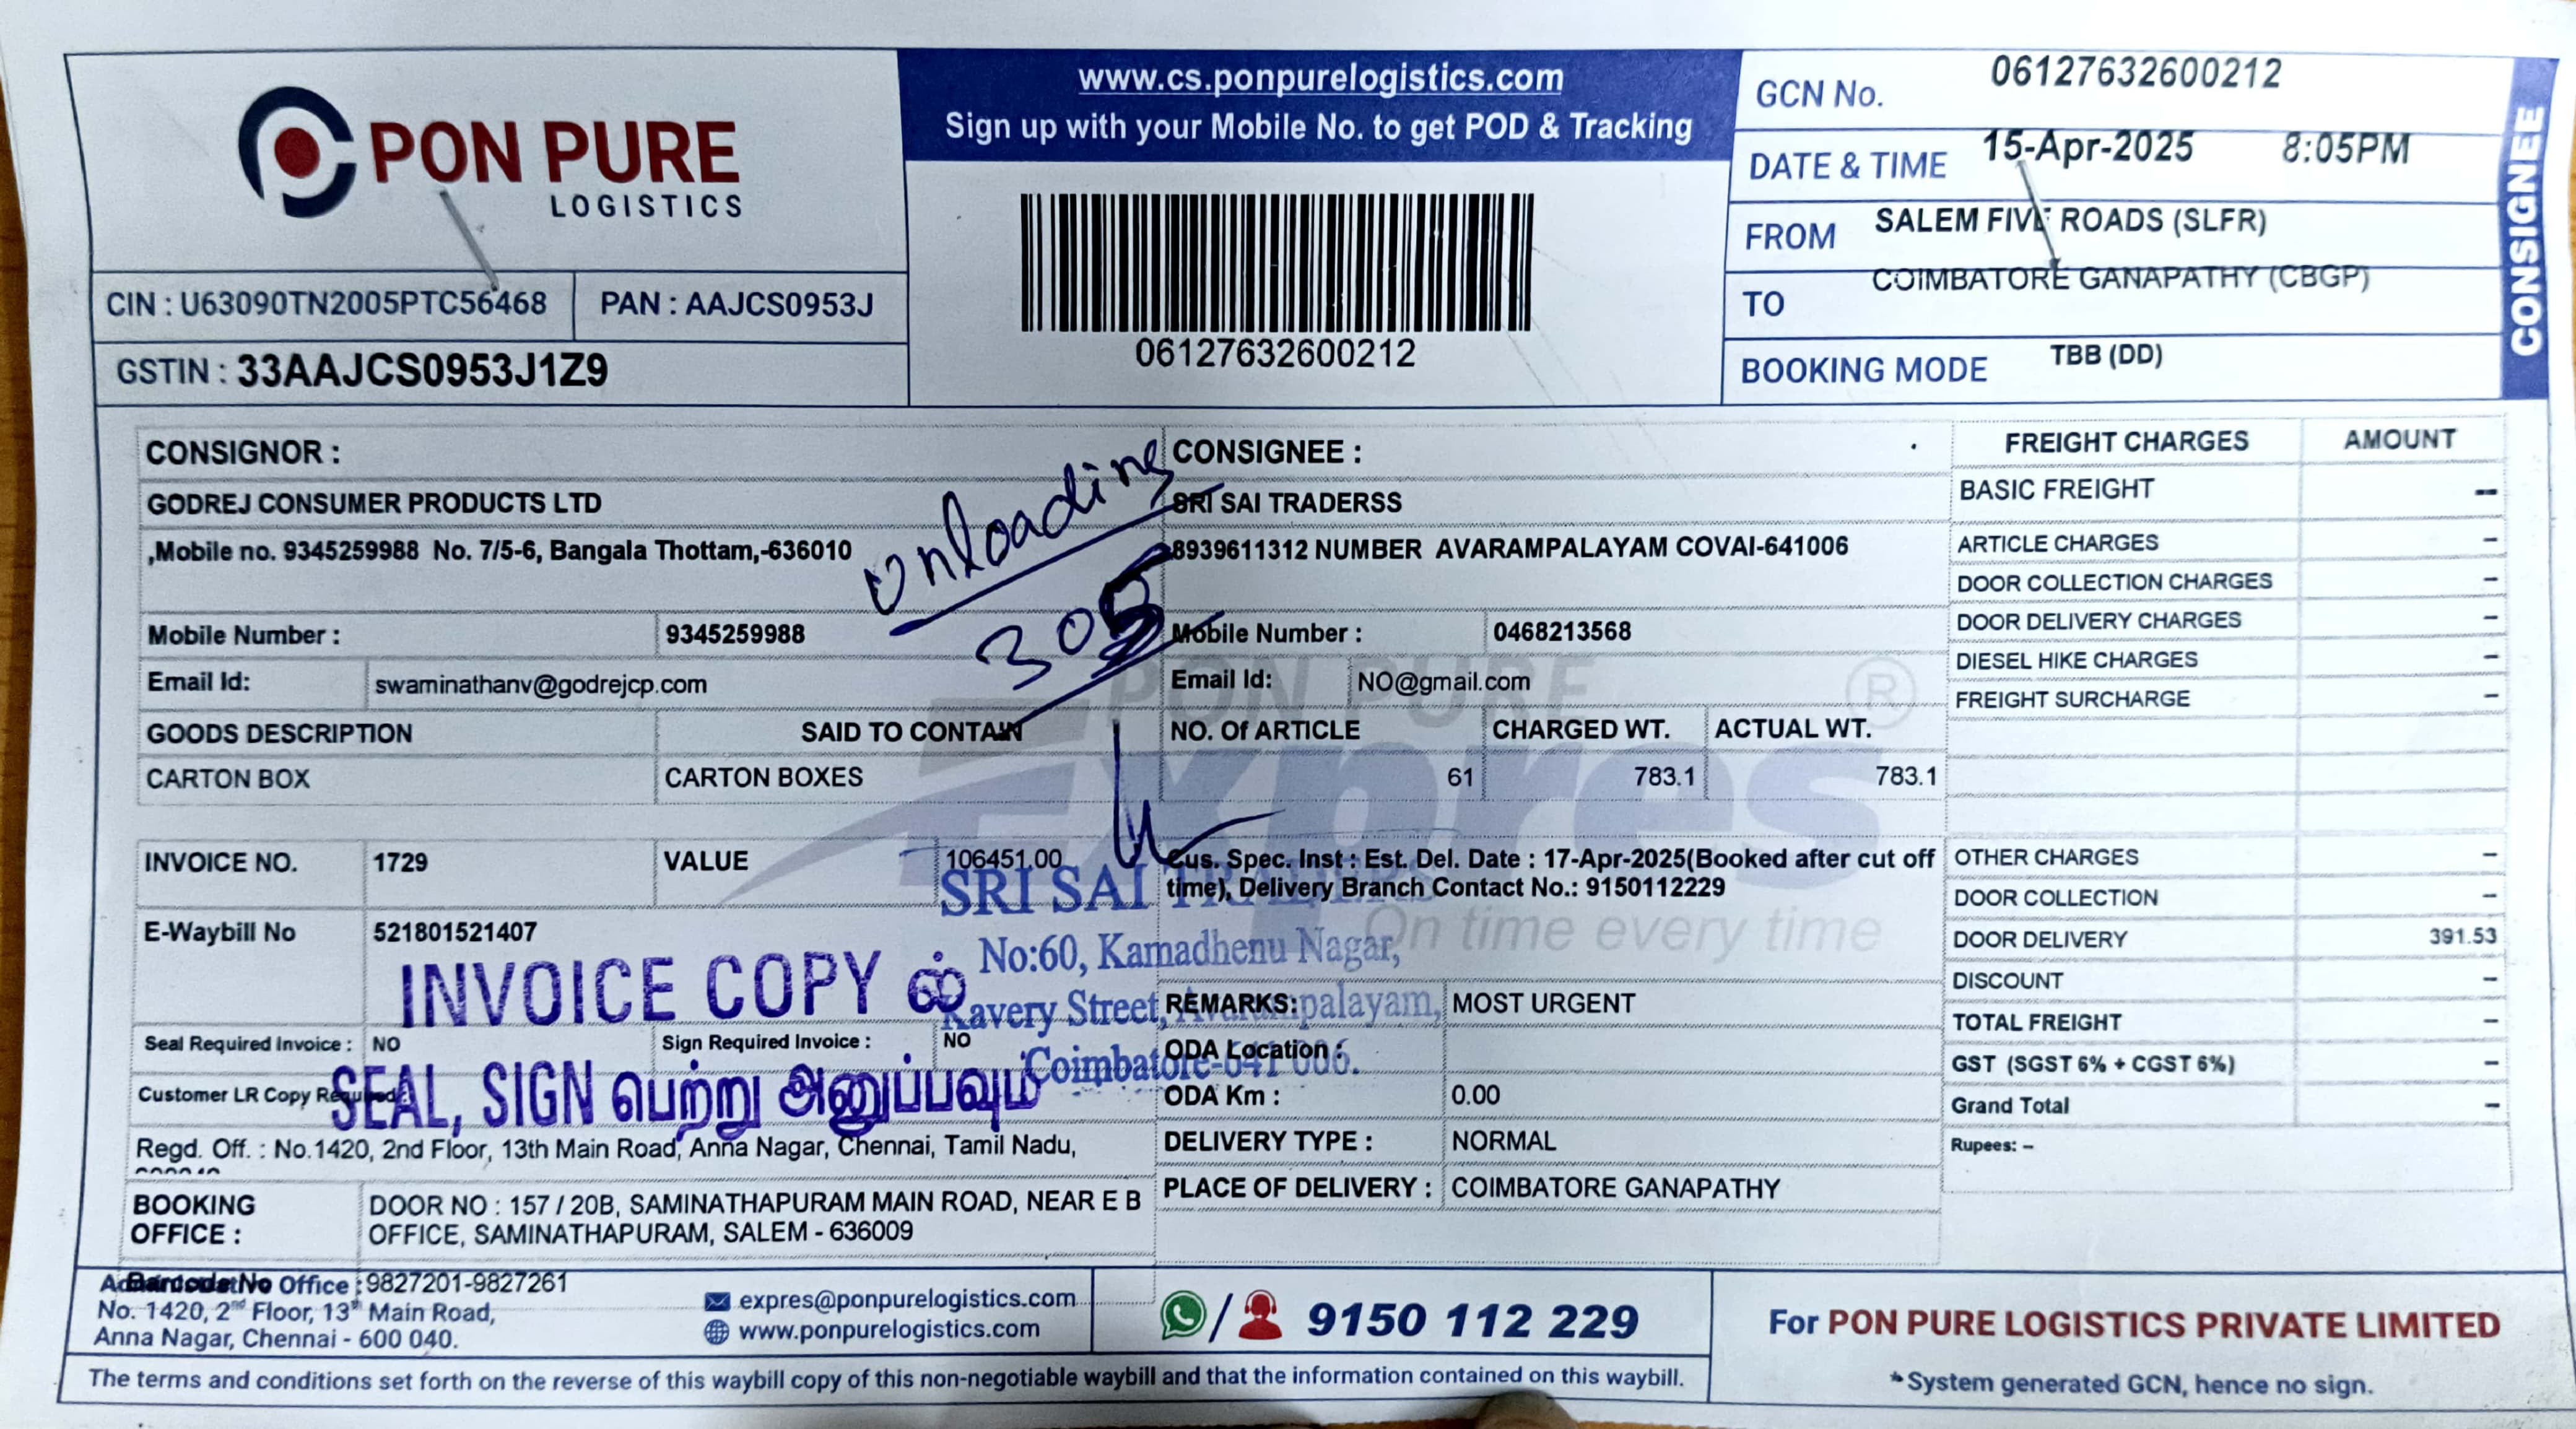 PON PURE
LOGISTICS
CIN : U63090TN2005PTC56468
PAN : AAJCS0953J
GSTIN : 33AAJCS0953J1Z9
www.cs.ponpurelogistics.com
Sign up with your Mobile No. to get POD & Tracking
06127632600212
GCN No. 06127632600212
DATE & TIME 15-Apr-2025 8:05PM
FROM SALEM FIVE ROADS (SLFR)
TO COIMBATORE GANAPATHY (CBGP)
BOOKING MODE TBB (DD)
CONSIGNEE
CONSIGNOR :
GODREJ CONSUMER PRODUCTS LTD
,Mobile no. 9345259988 No. 7/5-6, Bangala Thottam,-636010
Mobile Number : 9345259988
Email Id: swaminathanv@godrejcp.com
Unloading
305
CONSIGNEE :
SRI SAI TRADERSS
8939611312 NUMBER AVARAMPALAYAM COVAI-641006
Mobile Number : 0468213568
Email Id: NO@gmail.com
PON PURE
Expres ®
On time every time
GOODS DESCRIPTION SAID TO CONTAIN NO. Of ARTICLE CHARGED WT. ACTUAL WT.
CARTON BOX CARTON BOXES 61 783.1 783.1
INVOICE NO. 1729 VALUE 106451.00
Cus. Spec. Inst : Est. Del. Date : 17-Apr-2025(Booked after cut off
time), Delivery Branch Contact No.: 9150112229
E-Waybill No 521801521407
INVOICE COPY ல்
SEAL, SIGN பெற்று அனுப்பவும்
SRI SAI TRADERS
No:60, Kamadhenu Nagar,
Kavery Street, Avarampalayam,
Coimbatore-641 006.
Seal Required Invoice : NO Sign Required Invoice : NO
Customer LR Copy Required :
REMARKS: MOST URGENT
ODA Location :
ODA Km : 0.00
DELIVERY TYPE : NORMAL
PLACE OF DELIVERY : COIMBATORE GANAPATHY
Regd. Off. : No.1420, 2nd Floor, 13th Main Road, Anna Nagar, Chennai, Tamil Nadu,
BOOKING OFFICE : DOOR NO : 157 / 20B, SAMINATHAPURAM MAIN ROAD, NEAR E B
OFFICE, SAMINATHAPURAM, SALEM - 636009
FREIGHT CHARGES AMOUNT
BASIC FREIGHT --
ARTICLE CHARGES –
DOOR COLLECTION CHARGES –
DOOR DELIVERY CHARGES –
DIESEL HIKE CHARGES –
FREIGHT SURCHARGE –
OTHER CHARGES –
DOOR COLLECTION –
DOOR DELIVERY 391.53
DISCOUNT –
TOTAL FREIGHT –
GST (SGST 6% + CGST 6%) –
Grand Total –
Rupees: –
Barcode No 9827201-9827261
Administrative Office :
No. 1420, 2nd Floor, 13th Main Road,
Anna Nagar, Chennai - 600 040.
expres@ponpurelogistics.com
www.ponpurelogistics.com
/ 9150 112 229
For PON PURE LOGISTICS PRIVATE LIMITED
* System generated GCN, hence no sign.
The terms and conditions set forth on the reverse of this waybill copy of this non-negotiable waybill and that the information contained on this waybill.